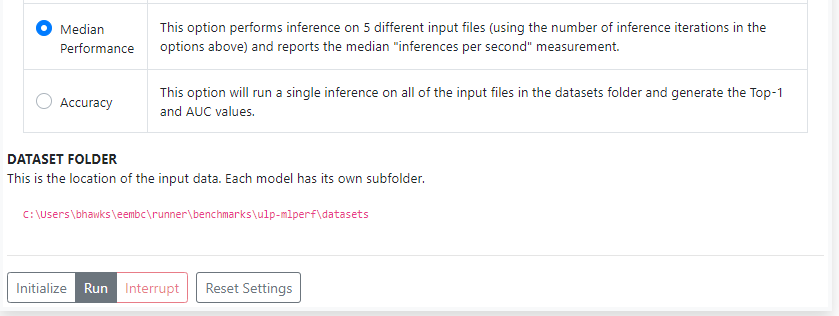 Median
Performance
This option performs inference on 5 different input files (using the number of inference iterations in the
options above) and reports the median "inferences per second" measurement.
Accuracy
This option will run a single inference on all of the input files in the datasets folder and generate the Top-1
and AUC values.
DATASET FOLDER
This is the location of the input data. Each model has its own subfolder.
C:\Users\bhawks\eembc\runner\benchmarks\ulp-mlperf\datasets
Initialize Run Interrupt Reset Settings